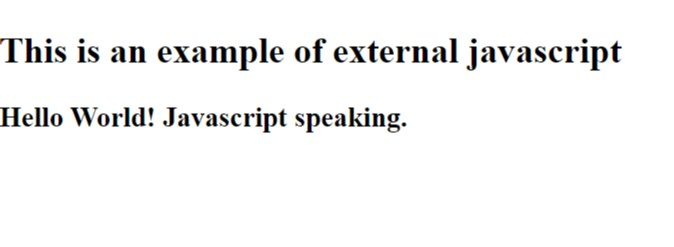 This is an example of external javascript
Hello World! Javascript speaking.